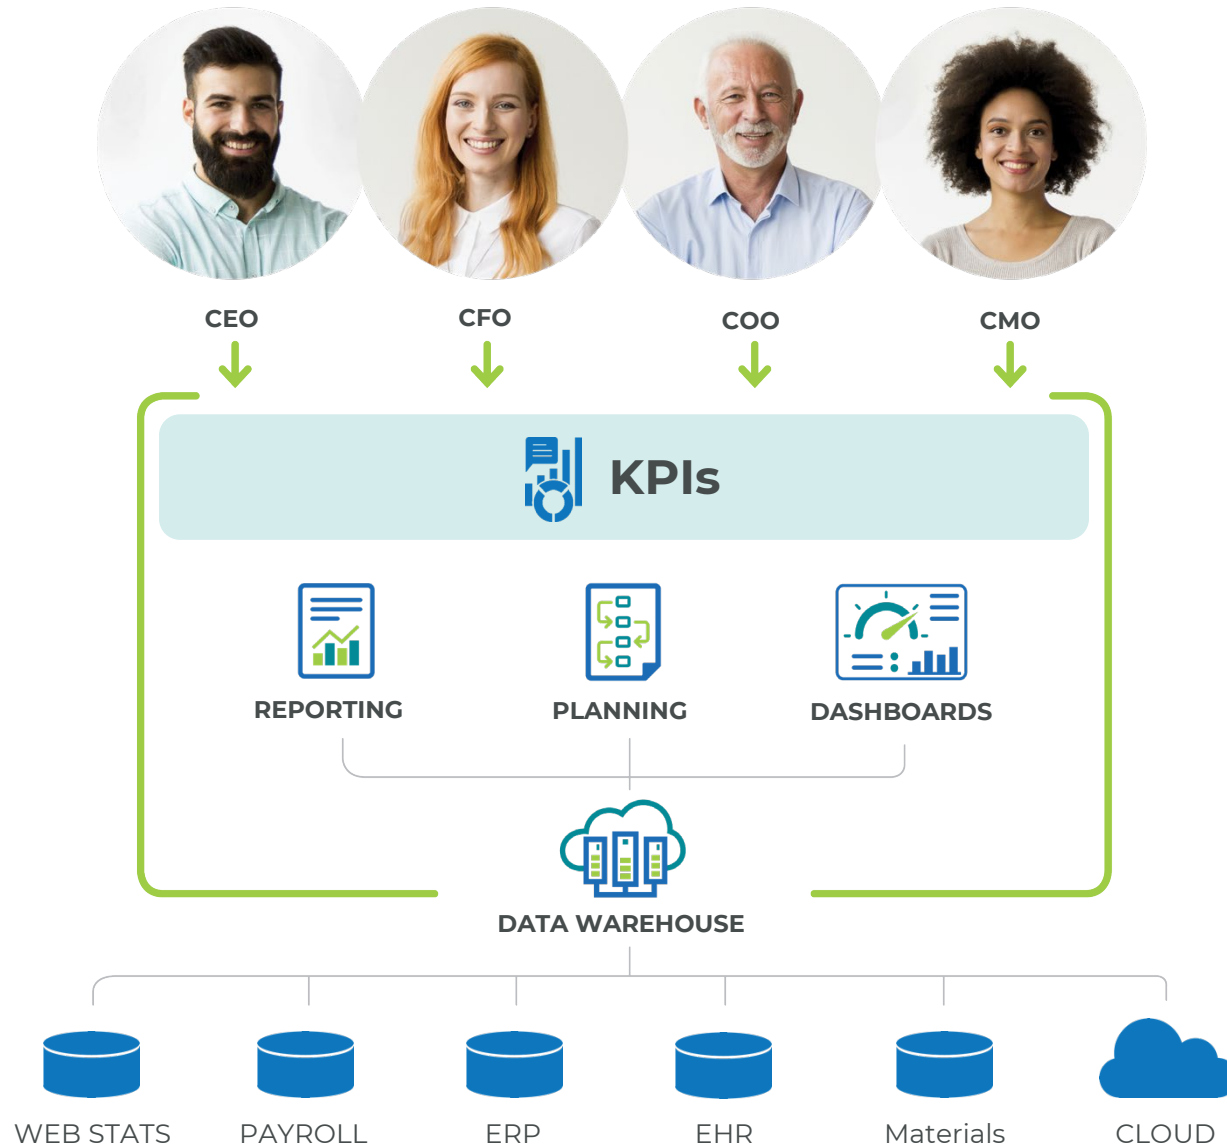 CEO
CFO
COO
CMO
KPIs
REPORTING
PLANNING
DASHBOARDS
DATA WAREHOUSE
WEB STATS
PAYROLL
ERP
EHR
Materials
CLOUD